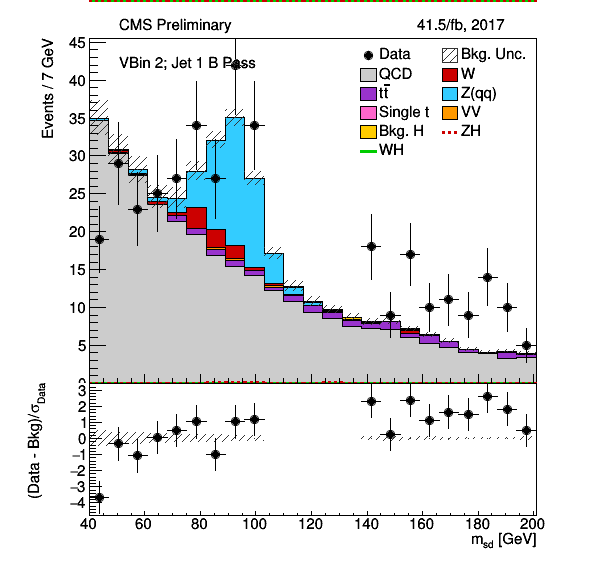 CMS Preliminary 41.5/fb, 2017
VBin 2; Jet 1 B Pass
Data Bkg. Unc.
QCD W
tt̄ Z(qq)
Single t VV
Bkg. H ZH
WH
Events / 7 GeV
45
40
35
30
25
20
15
10
5
(Data - Bkg)/σData
3
2
1
0
−1
−2
−3
−4
40 60 80 100 120 140 160 180 200
msd [GeV]